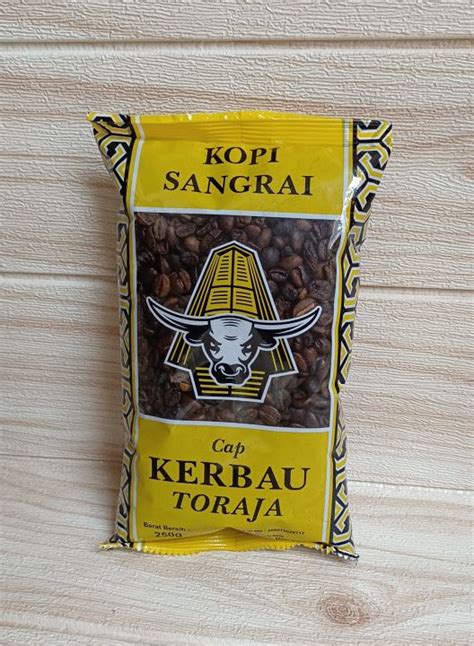 KOPI
SANGRAI
Cap
KERBAU
TORAJA
Berat Bersih
250G